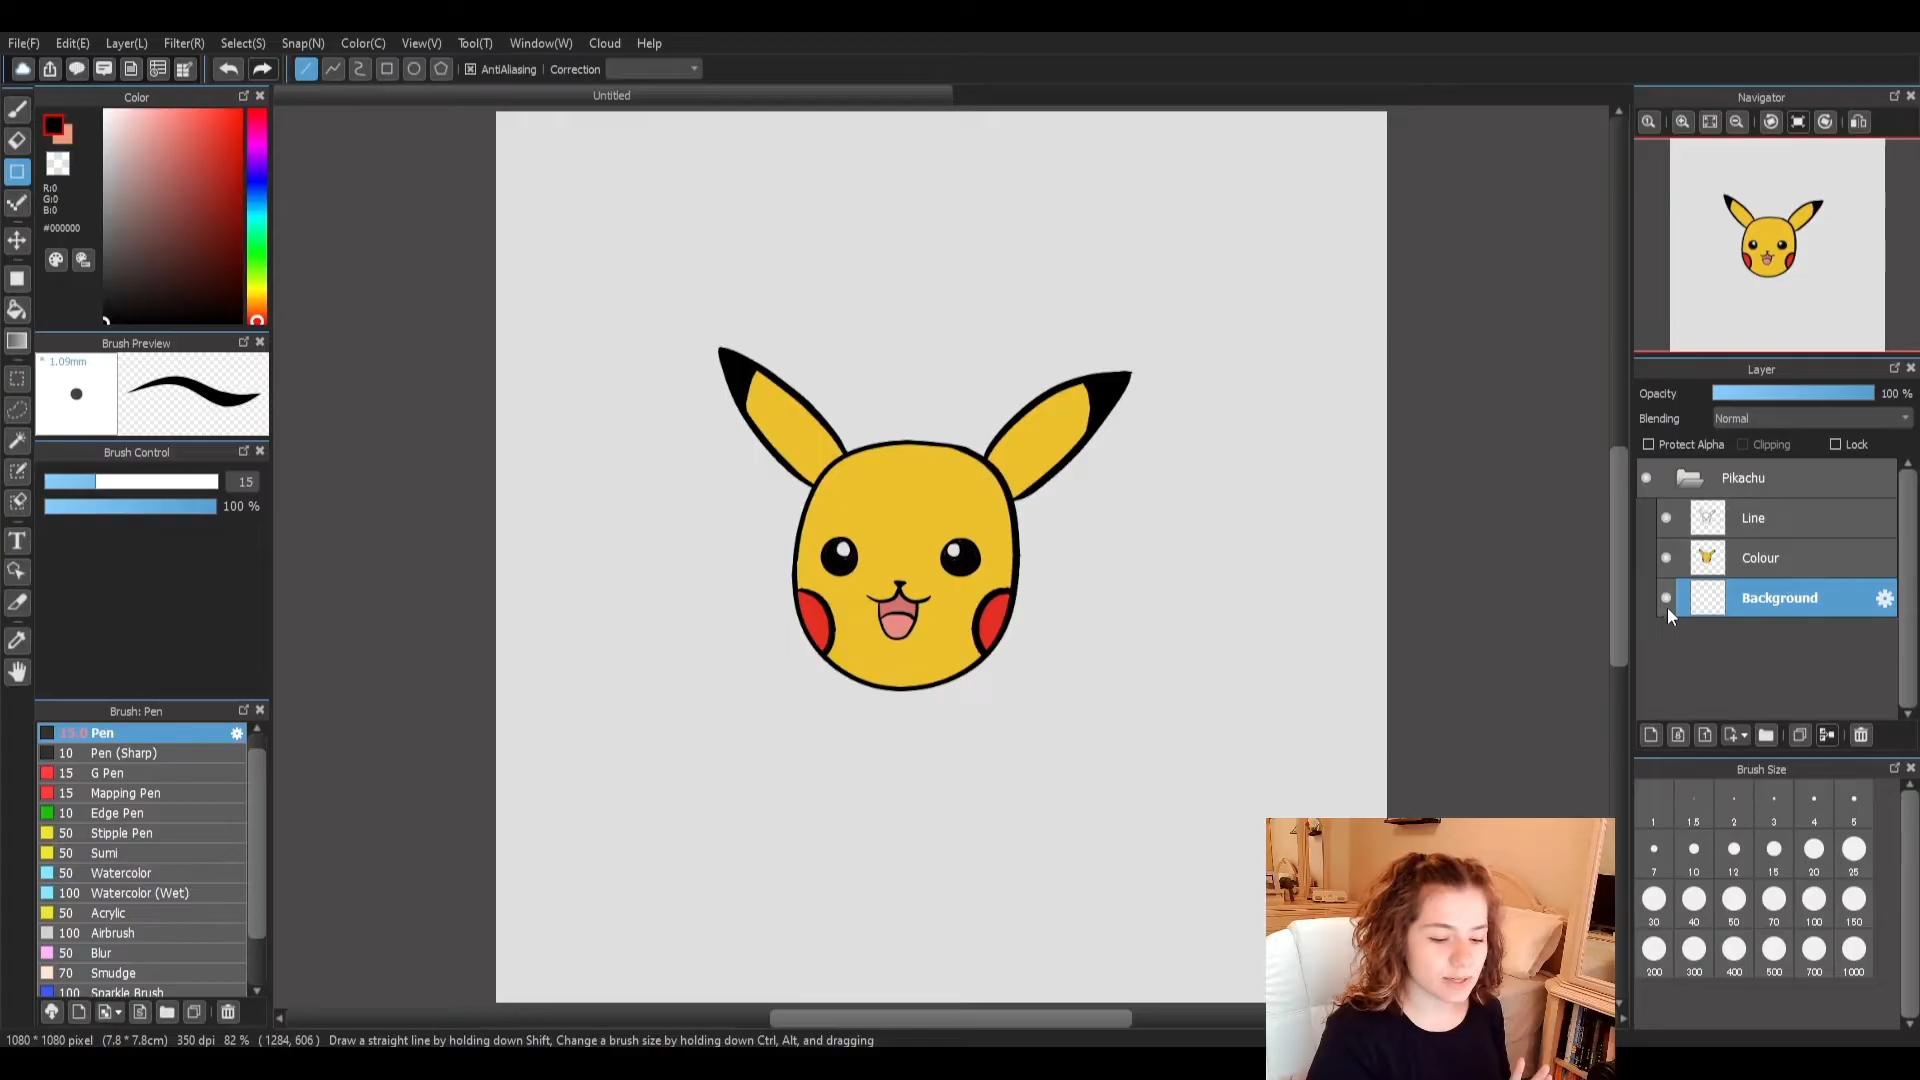 File(F) Edit(E) Layer(L) Filter(R) Select(S) Snap(N) Color(C) View(V) Tool(T) Window(W) Cloud Help
AntiAliasing Correction
Color
Untitled
Navigator
R:0
G:0
B:0
#000000
Brush Preview
1.09mm
Layer
Opacity 100 %
Blending Normal
Protect Alpha Clipping Lock
Brush Control
15
100 %
Pikachu
Line
Colour
Background
Brush: Pen
15.0 Pen
10 Pen (Sharp)
15 G Pen
15 Mapping Pen
10 Edge Pen
50 Stipple Pen
50 Sumi
50 Watercolor
100 Watercolor (Wet)
50 Acrylic
100 Airbrush
50 Blur
70 Smudge
100 Sparkle Brush
Brush Size
1 1.5 2 3 4 5
7 10 12 15 20 25
30 40 50 70 100 150
200 300 400 500 700 1000
1080 * 1080 pixel (7.8 * 7.8cm) 350 dpi 82 % ( 1284, 606 ) Draw a straight line by holding down Shift, Change a brush size by holding down Ctrl, Alt, and dragging